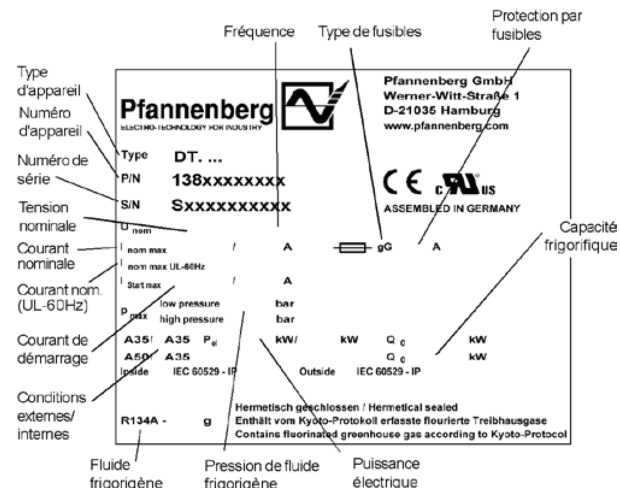 Fréquence
Type de fusibles
Protection par
fusibles
Type
d'appareil
Numéro
d'appareil
Numéro de
série
Tension
nominale
Courant
nominale
Courant nom.
(UL-60Hz)
Courant de
démarrage
Conditions
externes/
internes
Pfannenberg
ELECTRO-TECHNOLOGY FOR INDUSTRY
Pfannenberg GmbH
Werner-Witt-Straße 1
D-21035 Hamburg
www.pfannenberg.com
Type DT. ...
P/N 138xxxxxxxx
S/N Sxxxxxxxxxx
CE C UL US
ASSEMBLED IN GERMANY
U nom
I nom max / A gG A
I nom max UL-60Hz
I Start max / A
P max low pressure bar
high pressure bar
A35/ A35 P el kW/ kW Q 0 kW
A50/ A35 Q 0 kW
Inside IEC 60529 - IP Outside IEC 60529 - IP
Hermetisch geschlossen / Hermetical sealed
R134A - g Enthält vom Kyoto-Protokoll erfasste flourierte Treibhausgase
Contains fluorinated greenhouse gas according to Kyoto-Protocol
Capacité
frigorifique
Fluide
frigorigène
Pression de fluide
frigorigène
Puissance
électrique